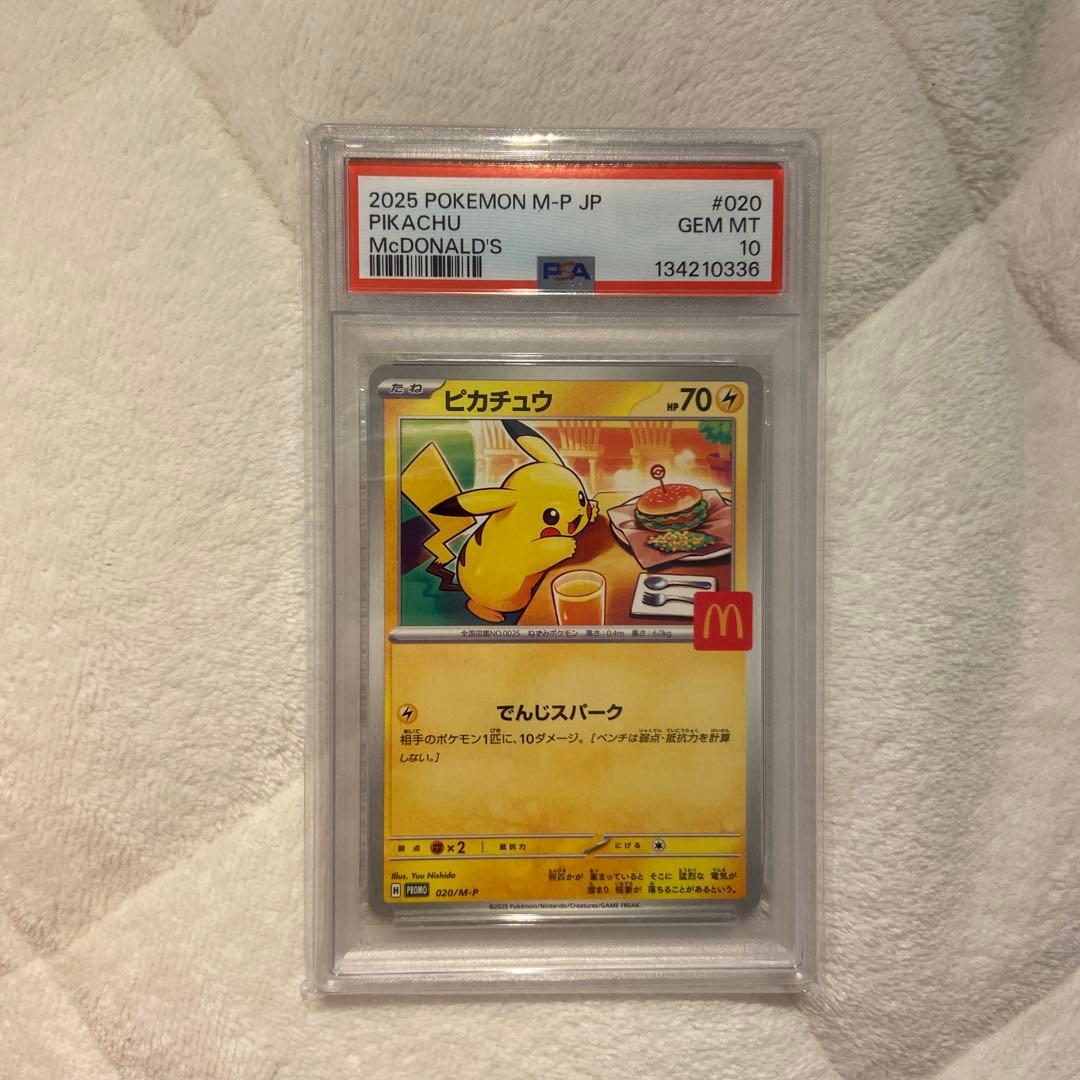 2025 POKEMON M-P JP #020
PIKACHU GEM MT
McDONALD'S 10
PSA 134210336
たね ピカチュウ HP70
全国図鑑NO.0025 ねずみポケモン 高さ：0.4m 重さ：6.0kg
でんじスパーク
相手のポケモン1匹に、10ダメージ。［ベンチは弱点・抵抗力を計算
しない。］
弱点 ×2 抵抗力 にげる
Illus. Yuu Nishida
何匹かが 集まっていると そこに 猛烈な 電気が
溜まり 稲妻が 落ちることがあるという。
H PROMO 020/M-P
©2025 Pokémon/Nintendo/Creatures/GAME FREAK.